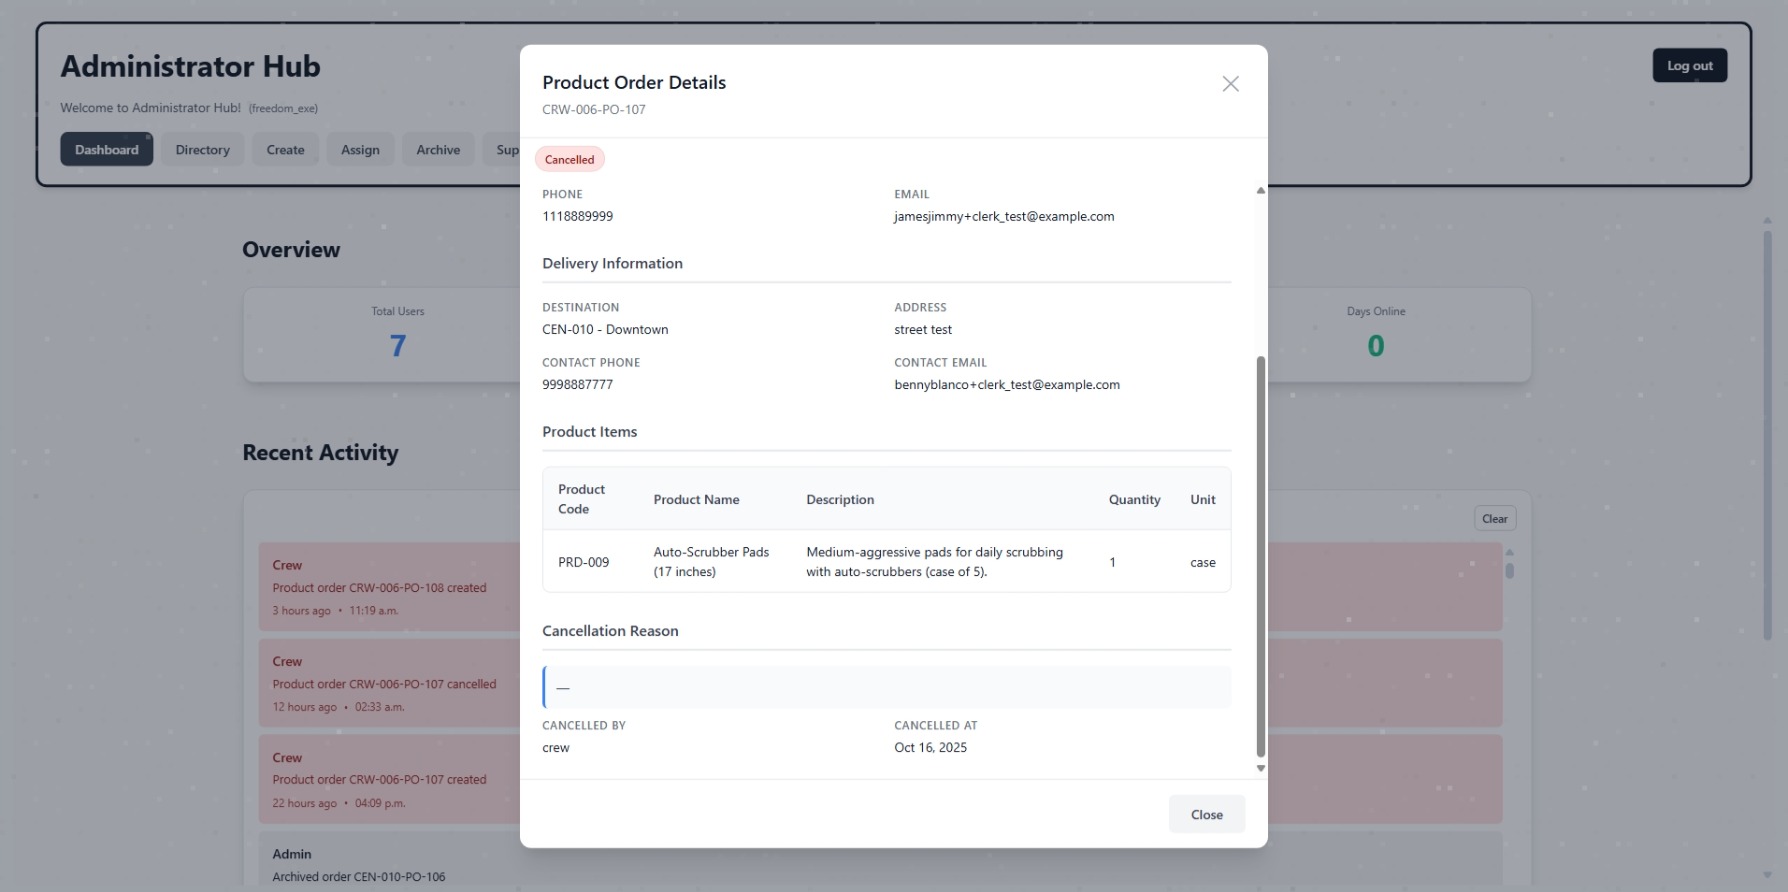 Administrator Hub
Welcome to Administrator Hub! (freedom_exe)
Log out
Dashboard
Directory
Create
Assign
Archive
Sup
Overview
Total Users
7
Days Online
0
Recent Activity
Clear
Crew
Product order CRW-006-PO-108 created
3 hours ago • 11:19 a.m.
Crew
Product order CRW-006-PO-107 cancelled
12 hours ago • 02:33 a.m.
Crew
Product order CRW-006-PO-107 created
22 hours ago • 04:09 p.m.
Admin
Archived order CEN-010-PO-106
Product Order Details
CRW-006-PO-107
Cancelled
PHONE
1118889999
EMAIL
jamesjimmy+clerk_test@example.com
Delivery Information
DESTINATION
CEN-010 - Downtown
ADDRESS
street test
CONTACT PHONE
9998887777
CONTACT EMAIL
bennyblanco+clerk_test@example.com
Product Items
Product
Code
Product Name
Description
Quantity
Unit
PRD-009
Auto-Scrubber Pads
(17 inches)
Medium-aggressive pads for daily scrubbing
with auto-scrubbers (case of 5).
1
case
Cancellation Reason
—
CANCELLED BY
crew
CANCELLED AT
Oct 16, 2025
Close